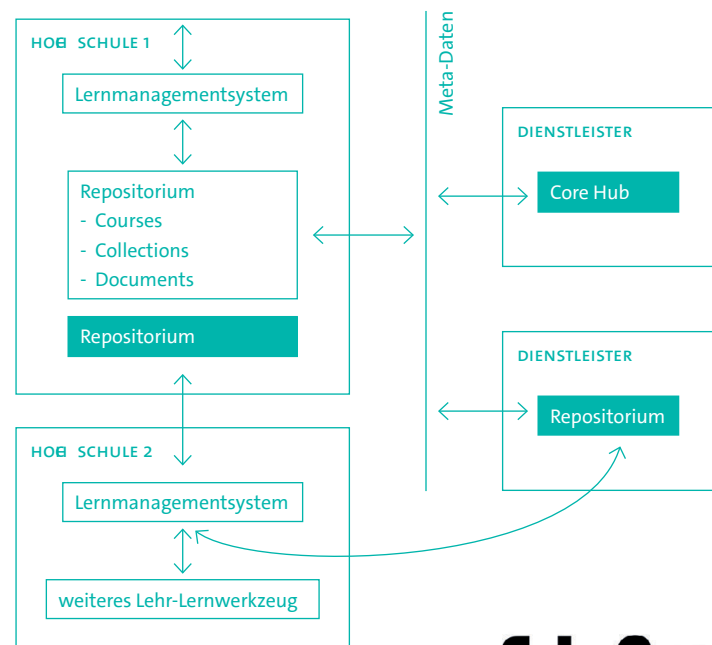 HOCHSCHULE 1
Lernmanagementsystem
Repositorium
- Courses
- Collections
- Documents
Repositorium
HOCHSCHULE 2
Lernmanagementsystem
weiteres Lehr-Lernwerkzeug
Meta-Daten
DIENSTLEISTER
Core Hub
DIENSTLEISTER
Repositorium